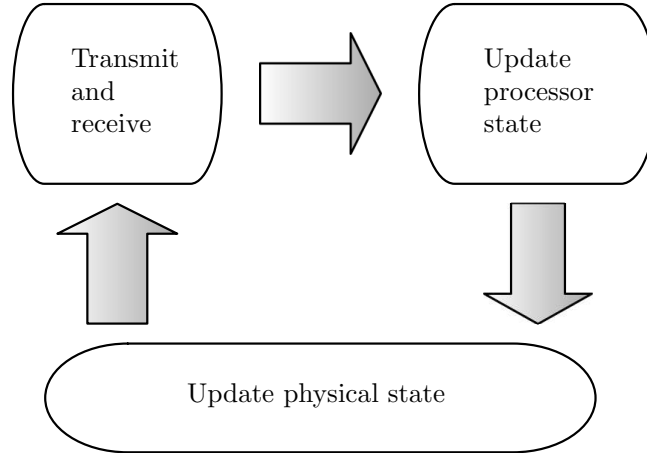 Transmit
and
receive
Update
processor
state
Update physical state